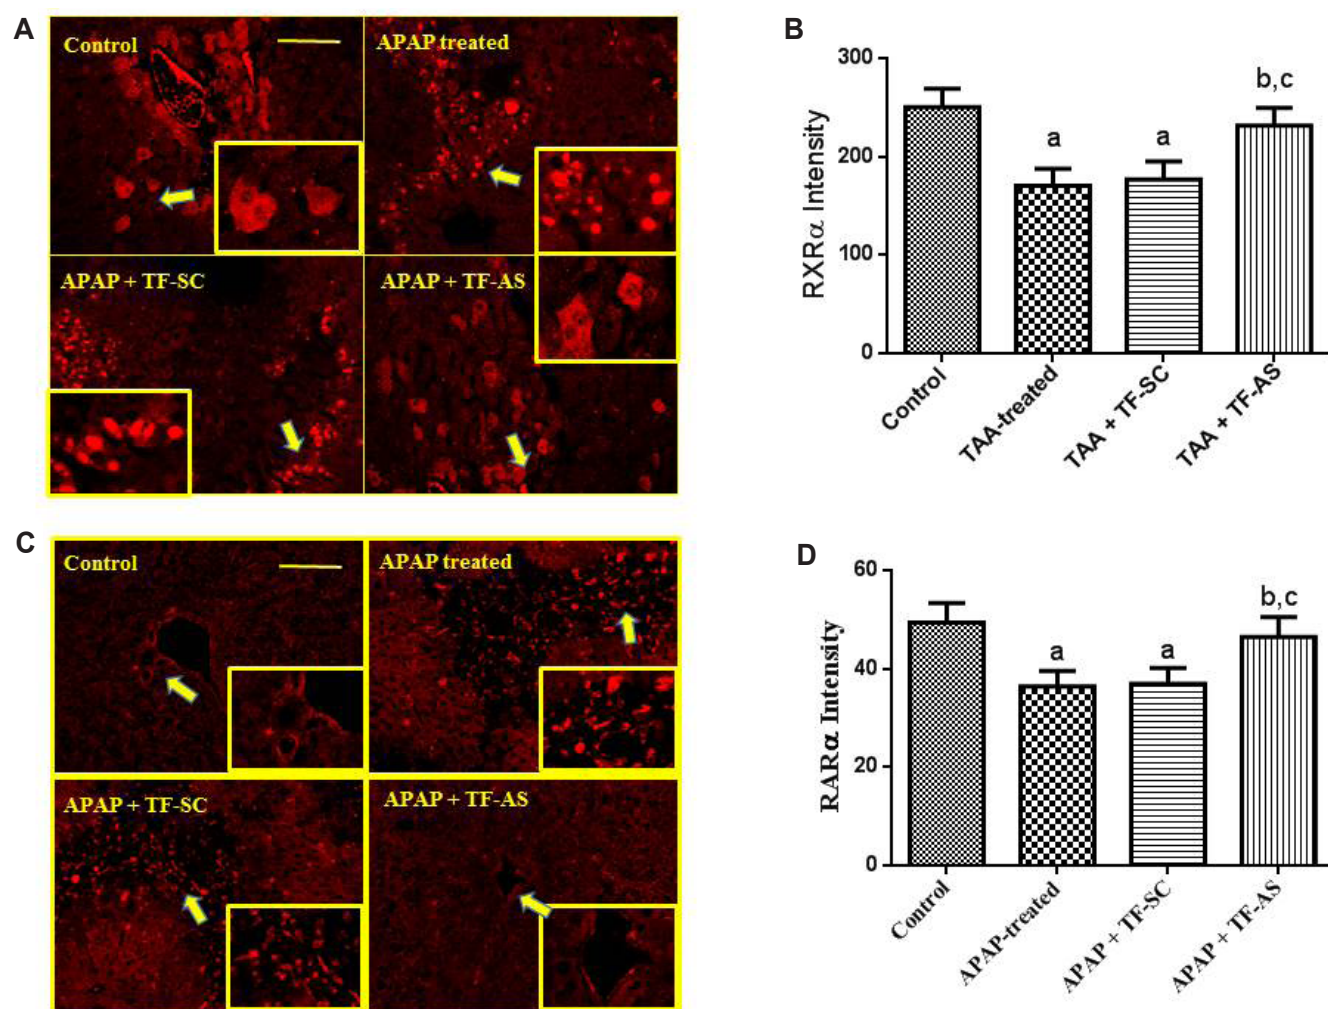 A
Control
APAP treated
APAP + TF-SC
APAP + TF-AS
B
RXRα Intensity
300
200
100
0
a
a
b,c
Control
TAA-treated
TAA + TF-SC
TAA + TF-AS
C
Control
APAP treated
APAP + TF-SC
APAP + TF-AS
D
RARα Intensity
60
40
20
0
a
a
b,c
Control
APAP-treated
APAP + TF-SC
APAP + TF-AS